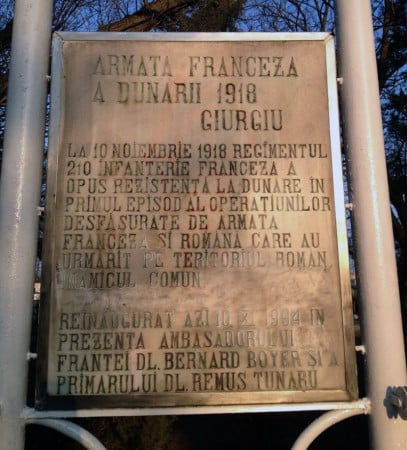 ARMATA FRANCEZA
A DUNARII 1918
GIURGIU
LA 10 NOIEMBRIE 1918 REGIMENTUL
210 INFANTERIE FRANCEZA A
OPUS REZISTENTA LA DUNARE IN
PRIMUL EPISOD AL OPERATIUNILOR
DESFASURATE DE ARMATA
FRANCEZA SI ROMANA CARE AU
URMARIT PE TERITORIUL ROMAN,
INAMICUL COMUN.
REINAUGURAT AZI 10 XI 1994 IN
PREZENTA AMBASADORULUI
FRANTEI DL. BERNARD BOYER SI A
PRIMARULUI DL. REMUS TUNARU